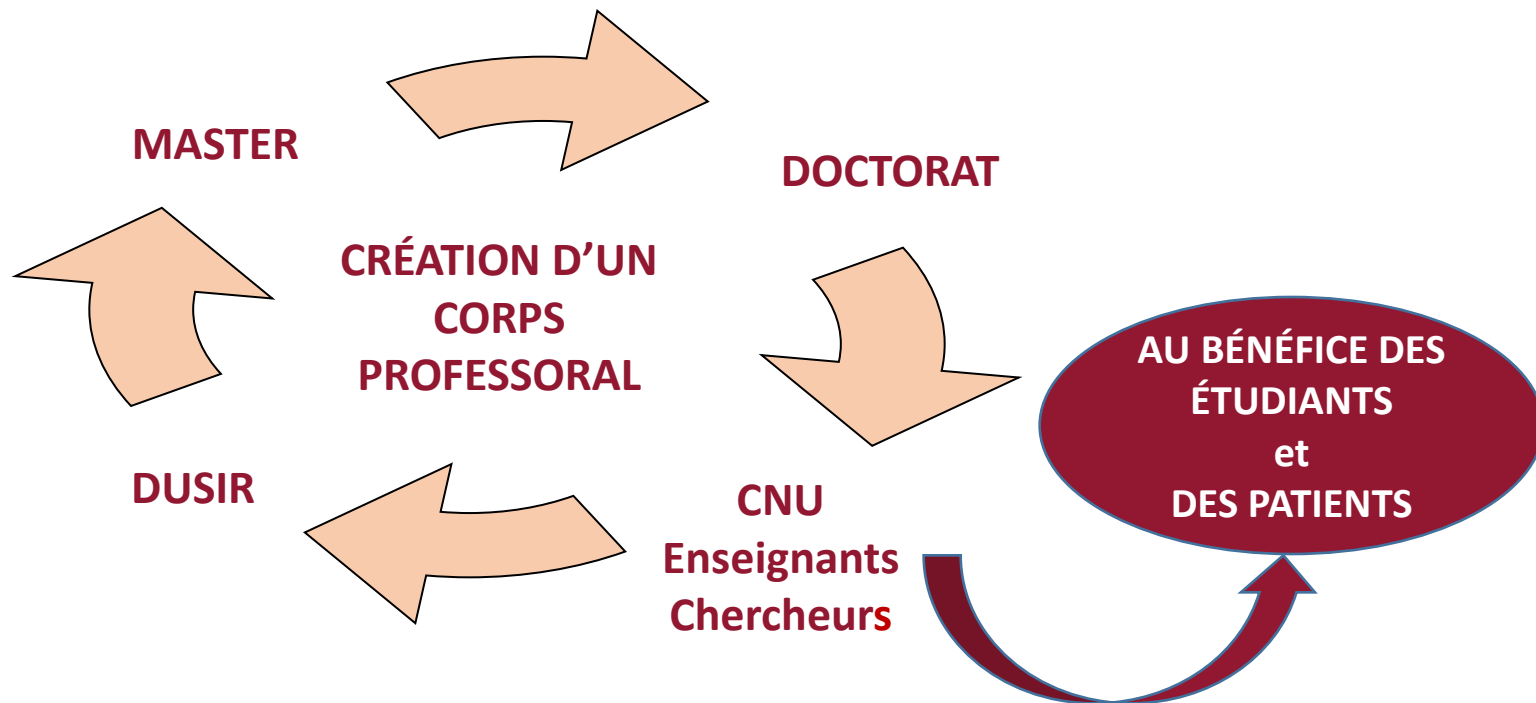 MASTER
DOCTORAT
CRÉATION D’UN
CORPS
PROFESSORAL
AU BÉNÉFICE DES
ÉTUDIANTS
et
DES PATIENTS
DUSIR
CNU
Enseignants
Chercheurs